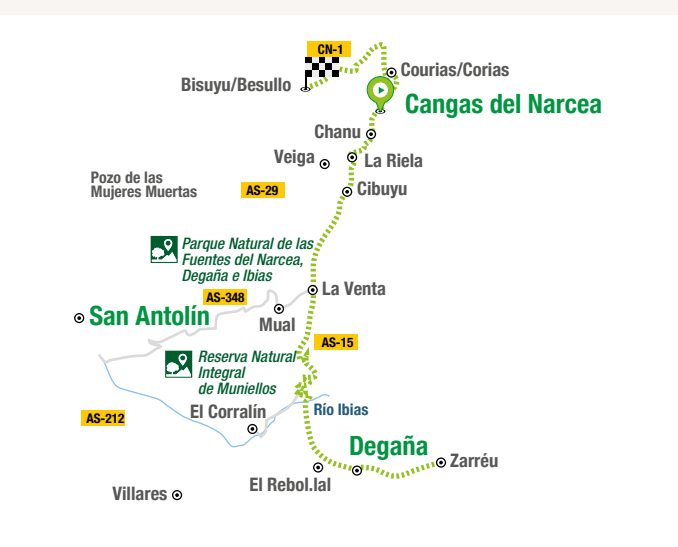 CN-1
Courias/Corias
Bisuyu/Besullo
Cangas del Narcea
Chanu
Veiga
La Riela
Pozo de las
Mujeres Muertas
AS-29
Cibuyu
Parque Natural de las
Fuentes del Narcea,
Degaña e Ibias
La Venta
AS-348
San Antolín
Mual
AS-15
Reserva Natural
Integral
de Muniellos
El Corralín
Río Ibias
AS-212
Degaña
Zarréu
El Rebol.lal
Villares